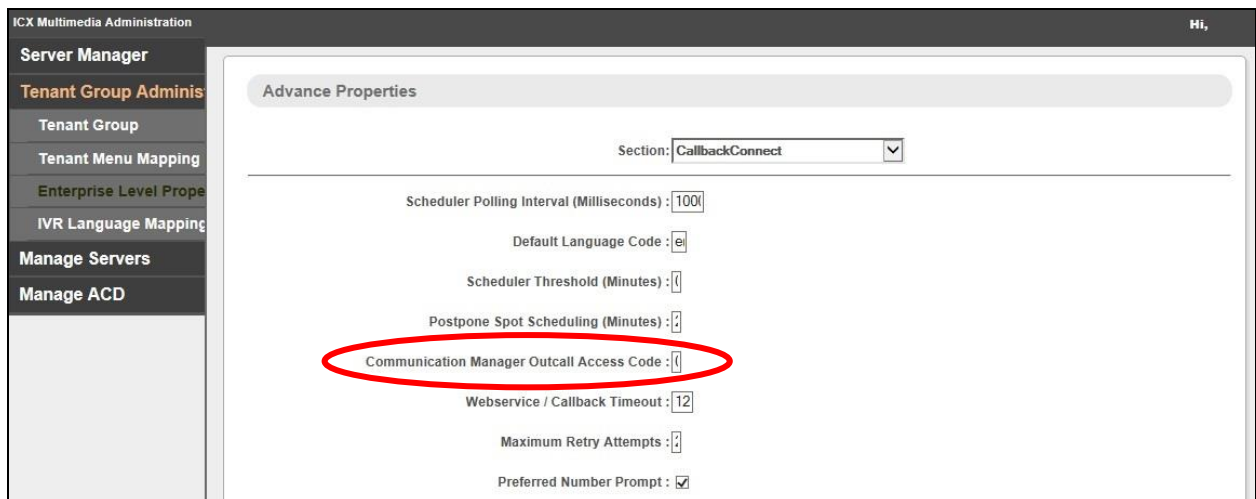 ICX Multimedia Administration
Hi,
Server Manager
Tenant Group Adminis
Tenant Group
Tenant Menu Mapping
Enterprise Level Prope
IVR Language Mapping
Manage Servers
Manage ACD
Advance Properties
Section: CallbackConnect
Scheduler Polling Interval (Milliseconds) :
Default Language Code :
Scheduler Threshold (Minutes) :
Postpone Spot Scheduling (Minutes) :
Communication Manager Outcall Access Code :
Webservice / Callback Timeout : 12
Maximum Retry Attempts :
Preferred Number Prompt :